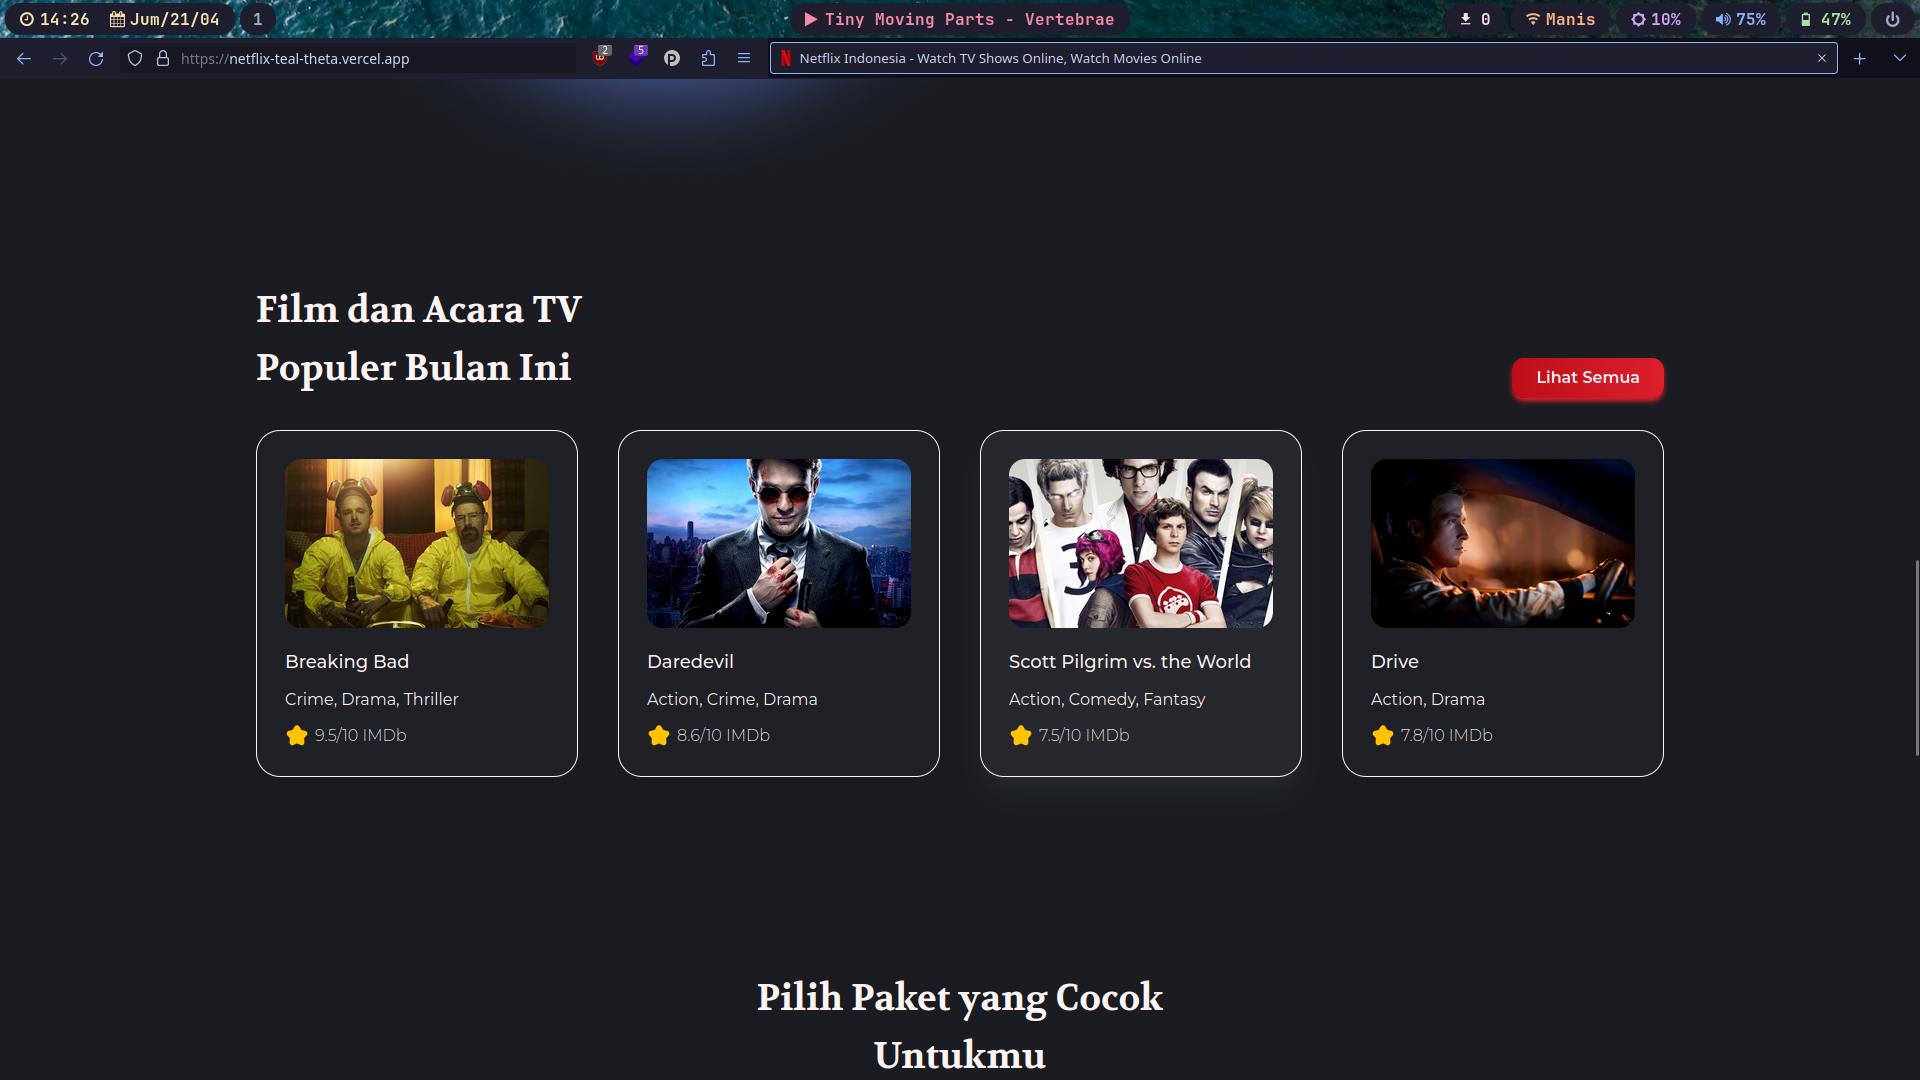 14:26 Jum/21/04 1 Tiny Moving Parts - Vertebrae 0 Manis 10% 75% 47%
https://netflix-teal-theta.vercel.app 2 5 Netflix Indonesia - Watch TV Shows Online, Watch Movies Online
Film dan Acara TV
Populer Bulan Ini
Lihat Semua
Breaking Bad
Crime, Drama, Thriller
9.5/10 IMDb
Daredevil
Action, Crime, Drama
8.6/10 IMDb
Scott Pilgrim vs. the World
Action, Comedy, Fantasy
7.5/10 IMDb
Drive
Action, Drama
7.8/10 IMDb
Pilih Paket yang Cocok
Untukmu